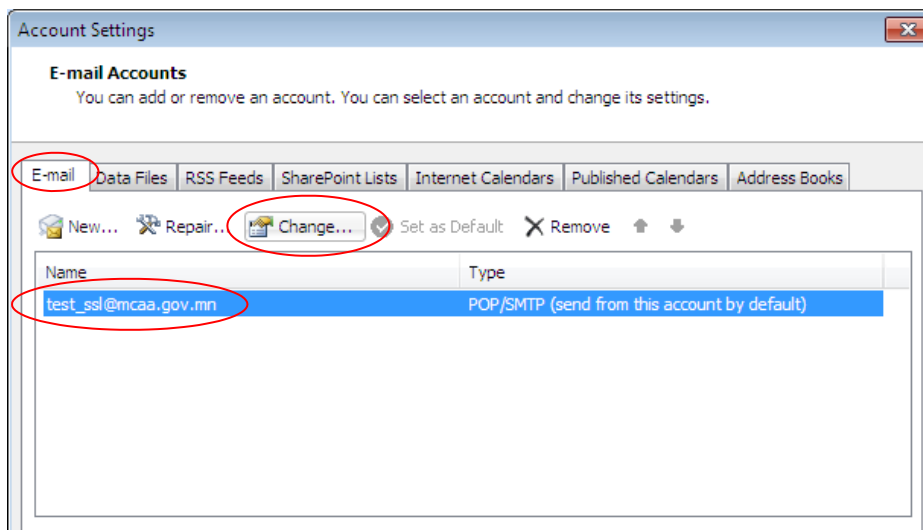 Account Settings
E-mail Accounts
You can add or remove an account. You can select an account and change its settings.
E-mail Data Files RSS Feeds SharePoint Lists Internet Calendars Published Calendars Address Books
New... Repair... Change... Set as Default Remove
Name Type
test_ssl@mcaa.gov.mn POP/SMTP (send from this account by default)